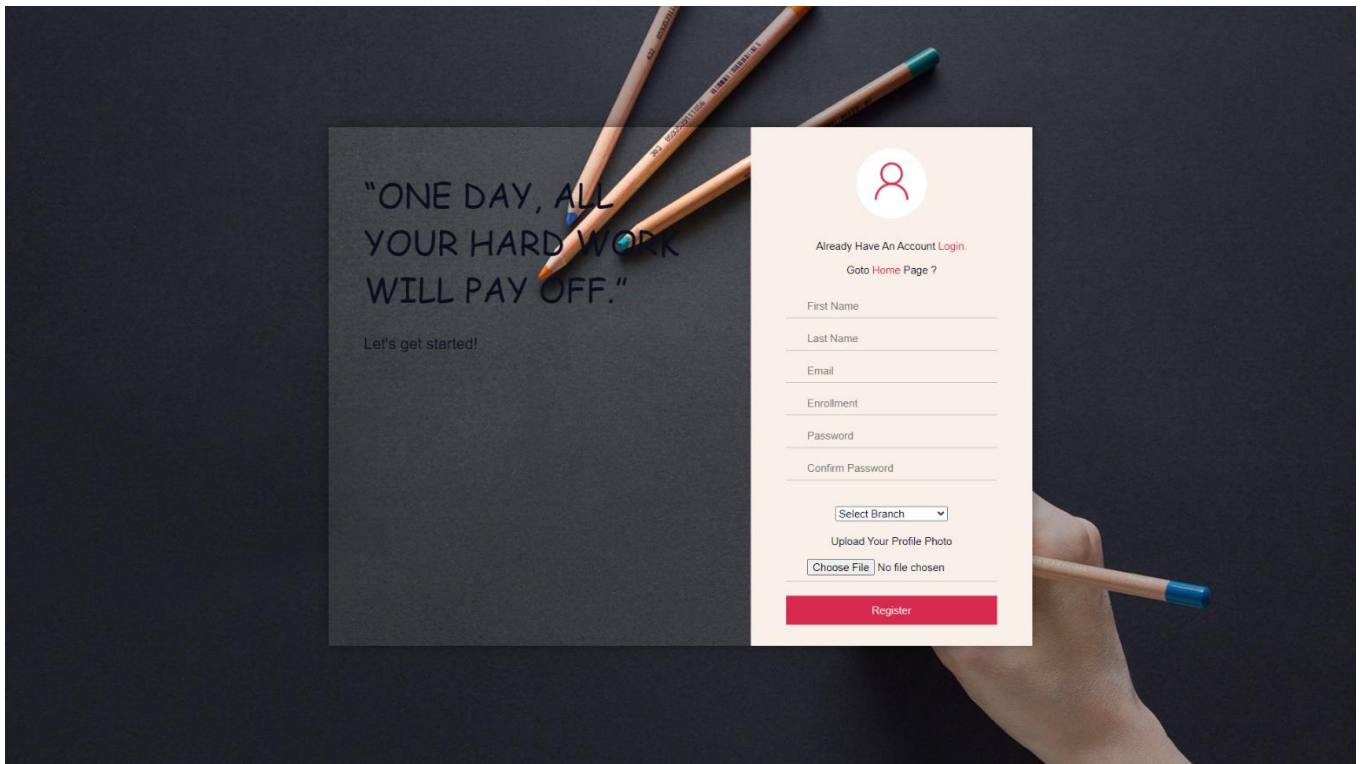 "ONE DAY, ALL
YOUR HARD WORK
WILL PAY OFF."
Let's get started!
Already Have An Account Login.
Goto Home Page ?
First Name
Last Name
Email
Enrollment
Password
Confirm Password
Select Branch
Upload Your Profile Photo
Choose File No file chosen
Register